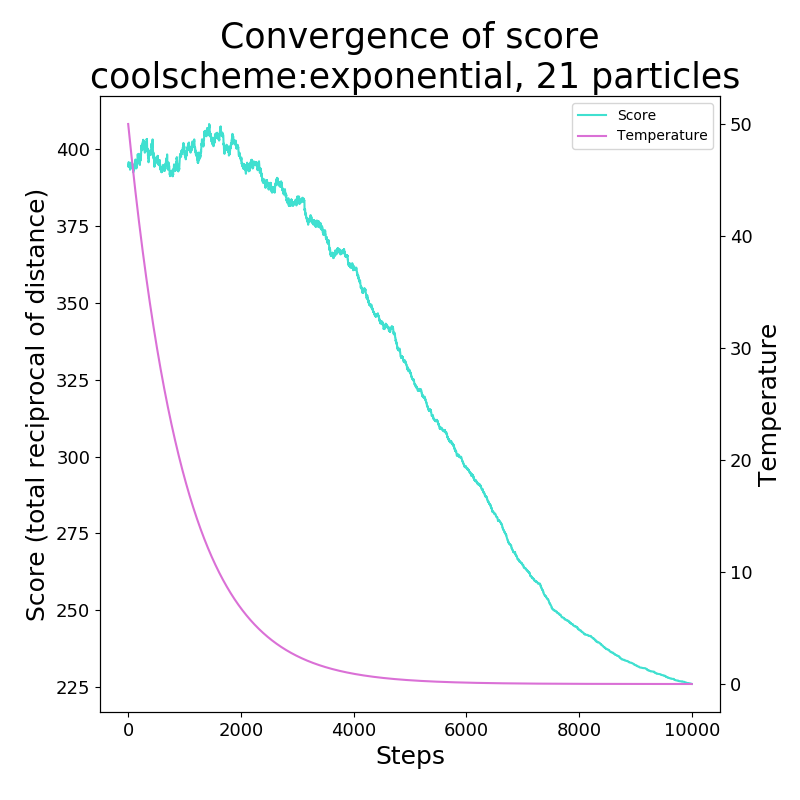 Convergence of score
coolscheme:exponential, 21 particles
Score
Temperature
Score (total reciprocal of distance)
400
375
350
325
300
275
250
225
50
40
30
20
10
0
Temperature
0 2000 4000 6000 8000 10000
Steps